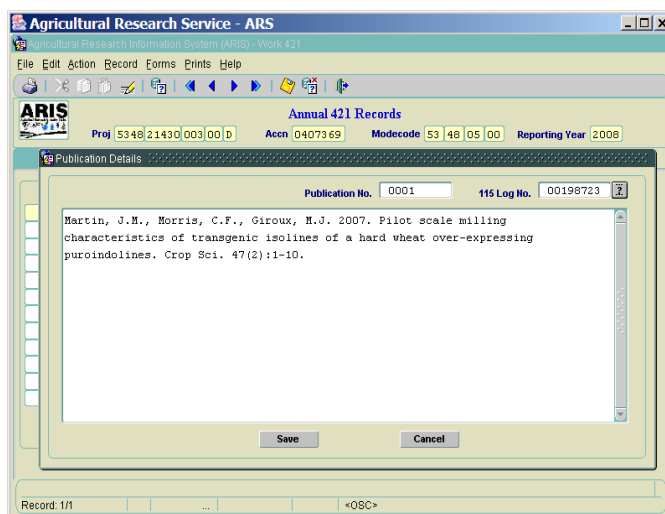 Agricultural Research Service - ARS
Agricultural Research Information System (ARIS) - Work 421
File Edit Action Record Forms Prints Help
ARIS
Annual 421 Records
Proj 5348 21430 003 00 D Accn 0407369 Modecode 53 48 05 00 Reporting Year 2008
Publication Details
Publication No. 0001 115 Log No. 00198723
Martin, J.M., Morris, C.F., Giroux, M.J. 2007. Pilot scale milling
characteristics of transgenic isolines of a hard wheat over-expressing
puroindolines. Crop Sci. 47(2):1-10.
Save Cancel
Record: 1/1 ... <OSC>